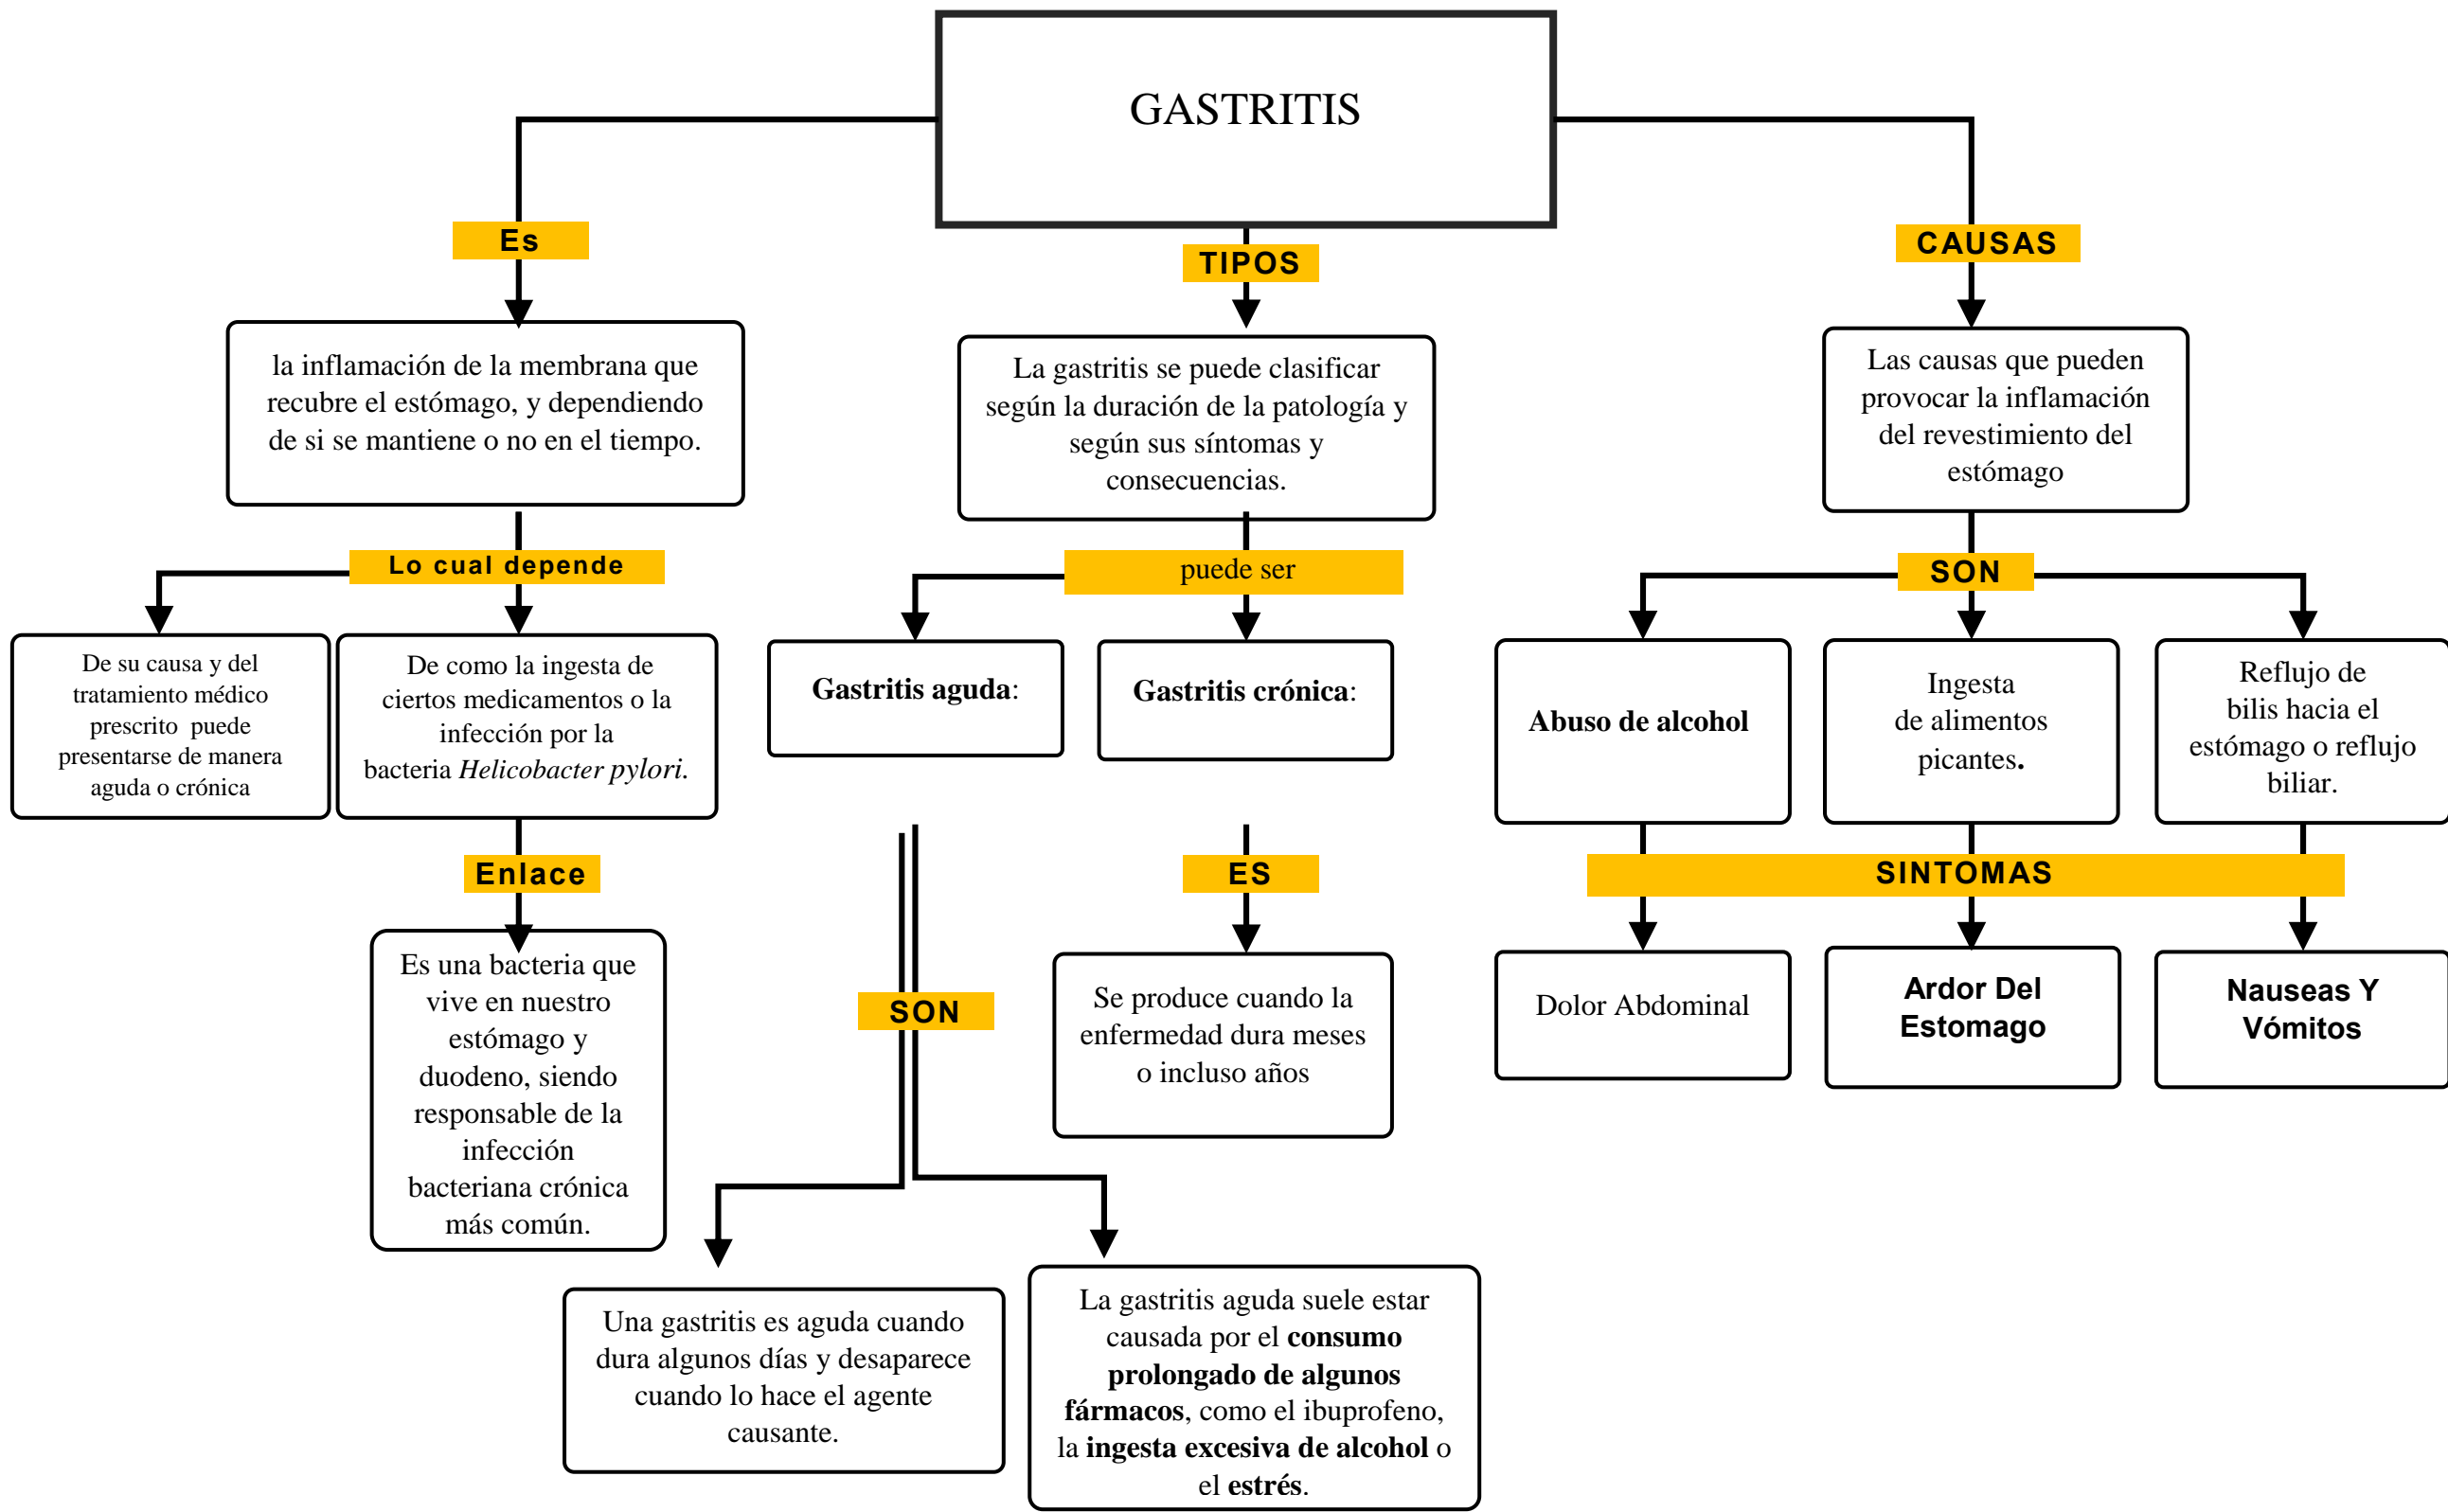 GASTRITIS
Es
TIPOS
CAUSAS
la inflamación de la membrana que
recubre el estómago, y dependiendo
de si se mantiene o no en el tiempo.
La gastritis se puede clasificar
según la duración de la patología y
según sus síntomas y
consecuencias.
Las causas que pueden
provocar la inflamación
del revestimiento del
estómago
Lo cual depende
puede ser
SON
De su causa y del
tratamiento médico
prescrito  puede
presentarse de manera
aguda o crónica
De como la ingesta de
ciertos medicamentos o la
infección por la
bacteria Helicobacter pylori.
Gastritis aguda:
Gastritis crónica:
Abuso de alcohol
Ingesta
de alimentos
picantes.
Reflujo de
bilis hacia el
estómago o reflujo
biliar.
Enlace
ES
SINTOMAS
Es una bacteria que
vive en nuestro
estómago y
duodeno, siendo
responsable de la
infección
bacteriana crónica
más común.
SON
Se produce cuando la
enfermedad dura meses
o incluso años
Dolor Abdominal
Ardor Del
Estomago
Nauseas Y
Vómitos
Una gastritis es aguda cuando
dura algunos días y desaparece
cuando lo hace el agente
causante.
La gastritis aguda suele estar
causada por el consumo
prolongado de algunos
fármacos, como el ibuprofeno,
la ingesta excesiva de alcohol o
el estrés.